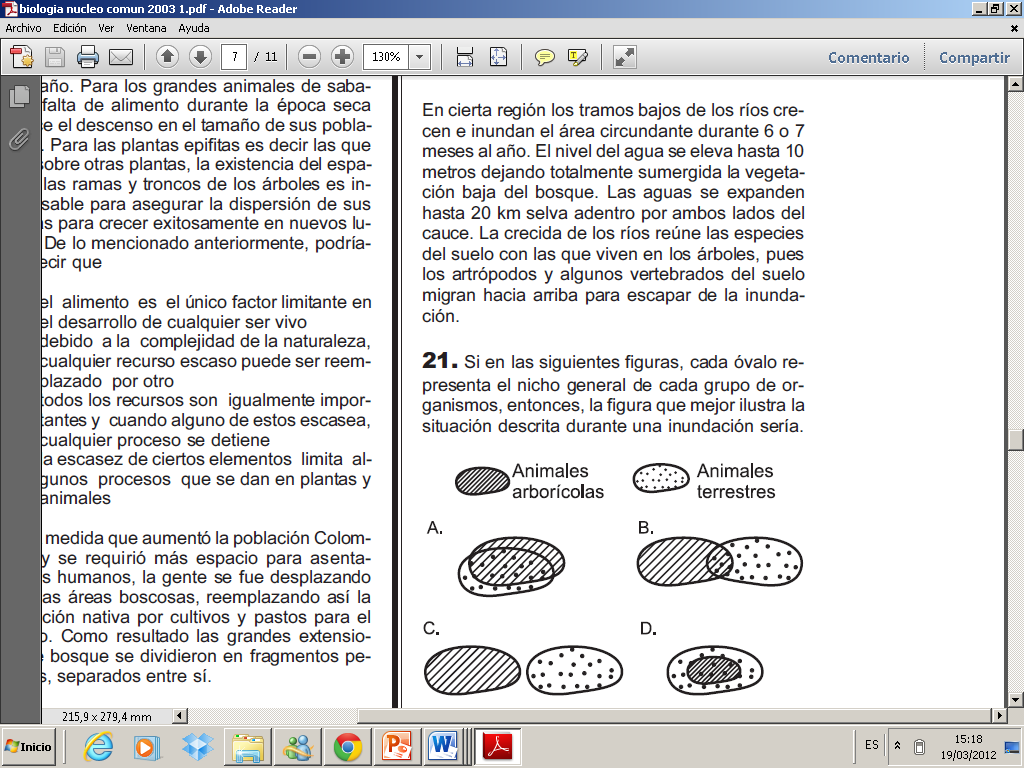 biologia nucleo comun 2003 1.pdf - Adobe Reader
Archivo Edición Ver Ventana Ayuda
7 / 11 130% Comentario Compartir
año. Para los grandes animales de saba-
falta de alimento durante la época seca
e el descenso en el tamaño de sus pobla-
. Para las plantas epifitas es decir las que
sobre otras plantas, la existencia del espa-
las ramas y troncos de los árboles es in-
sable para asegurar la dispersión de sus
s para crecer exitosamente en nuevos lu-
De lo mencionado anteriormente, podría-
ecir que
el alimento es el único factor limitante en
el desarrollo de cualquier ser vivo
debido a la complejidad de la naturaleza,
cualquier recurso escaso puede ser reem-
plazado por otro
todos los recursos son igualmente impor-
tantes y cuando alguno de estos escasea,
cualquier proceso se detiene
a escasez de ciertos elementos limita al-
gunos procesos que se dan en plantas y
animales
medida que aumentó la población Colom-
y se requirió más espacio para asenta-
s humanos, la gente se fue desplazando
as áreas boscosas, reemplazando así la
ción nativa por cultivos y pastos para el
o. Como resultado las grandes extensio-
bosque se dividieron en fragmentos pe-
s, separados entre sí.
En cierta región los tramos bajos de los ríos cre-
cen e inundan el área circundante durante 6 o 7
meses al año. El nivel del agua se eleva hasta 10
metros dejando totalmente sumergida la vegeta-
ción baja del bosque. Las aguas se expanden
hasta 20 km selva adentro por ambos lados del
cauce. La crecida de los ríos reúne las especies
del suelo con las que viven en los árboles, pues
los artrópodos y algunos vertebrados del suelo
migran hacia arriba para escapar de la inunda-
ción.
21. Si en las siguientes figuras, cada óvalo re-
presenta el nicho general de cada grupo de or-
ganismos, entonces, la figura que mejor ilustra la
situación descrita durante una inundación sería.
Animales
arborícolas
Animales
terrestres
A.
B.
C.
D.
215,9 x 279,4 mm
Inicio
ES
15:18
19/03/2012